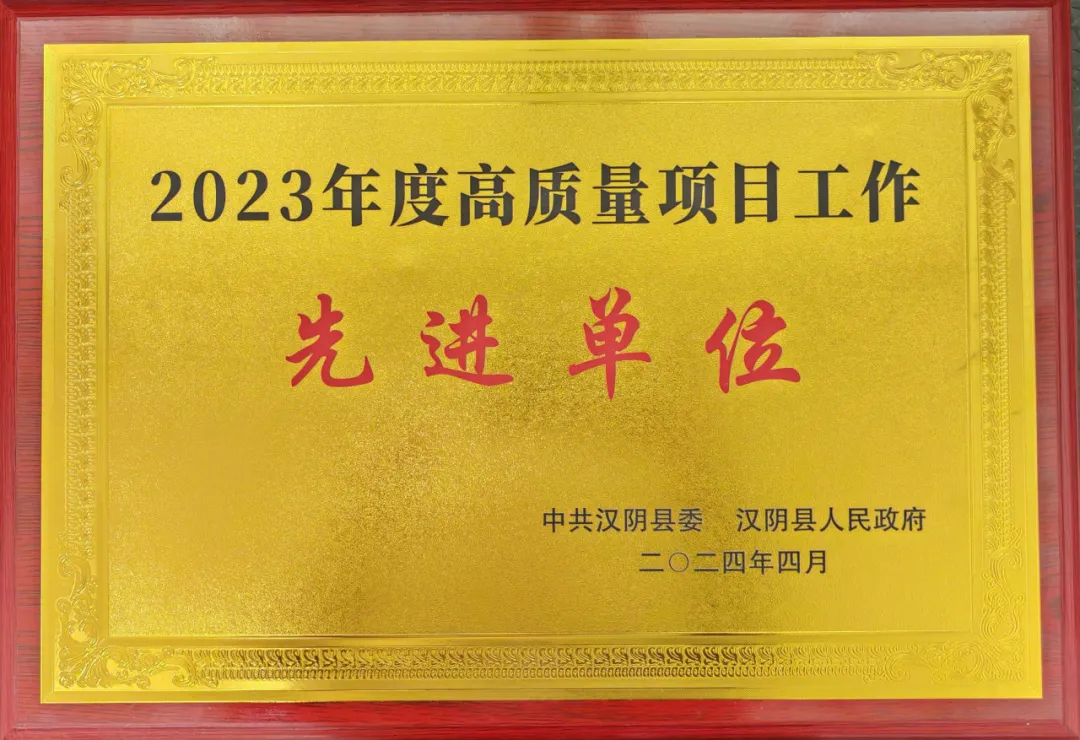 2023年度高质量项目工作
先进单位
中共汉阴县委 汉阴县人民政府
二〇二四年四月